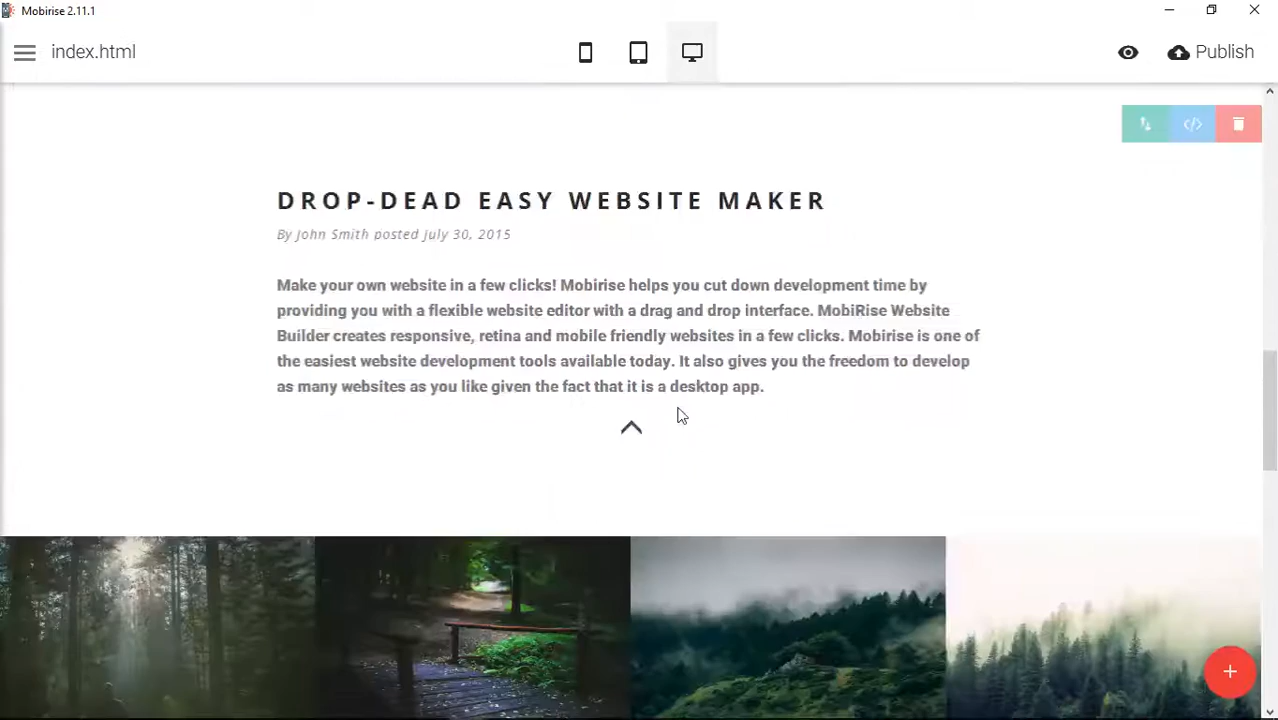 Mobirise 2.11.1
index.html
Publish
DROP-DEAD EASY WEBSITE MAKER
By John Smith posted July 30, 2015
Make your own website in a few clicks! Mobirise helps you cut down development time by
providing you with a flexible website editor with a drag and drop interface. MobiRise Website
Builder creates responsive, retina and mobile friendly websites in a few clicks. Mobirise is one of
the easiest website development tools available today. It also gives you the freedom to develop
as many websites as you like given the fact that it is a desktop app.